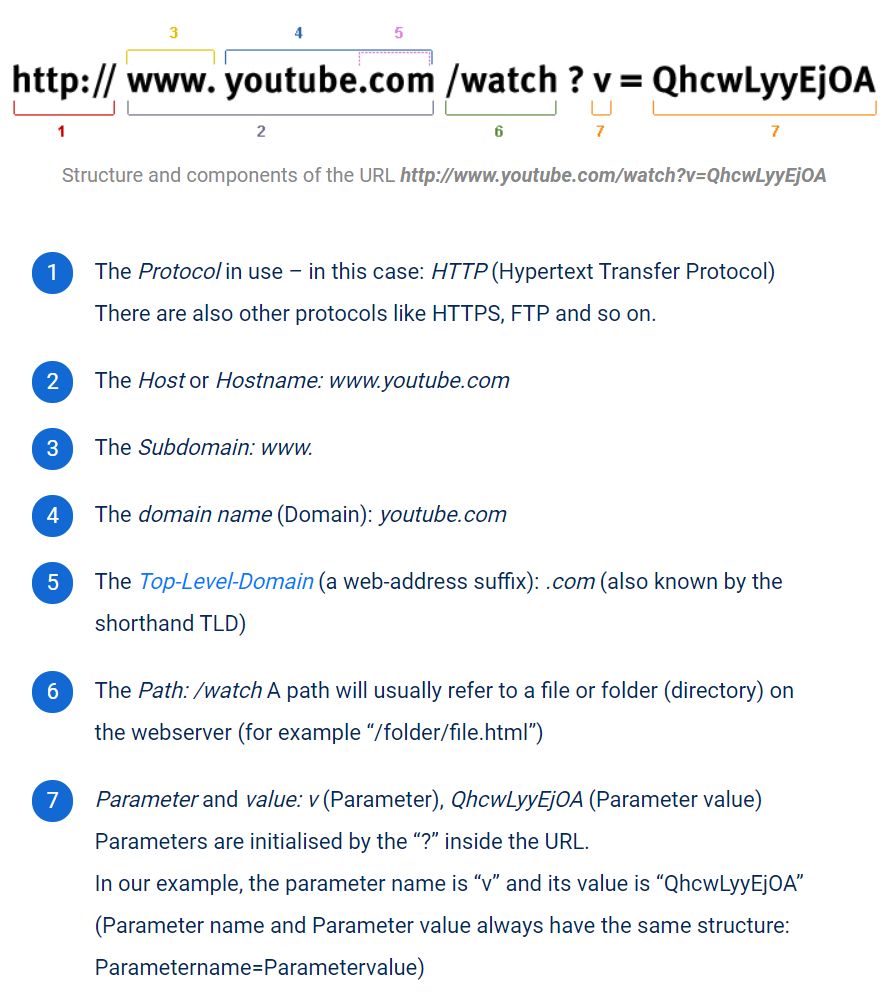 3 4 5
http:// www. youtube.com /watch ? v = QhcwLyyEjOA
1 2 6 7 7
Structure and components of the URL http://www.youtube.com/watch?v=QhcwLyyEjOA
1 The Protocol in use – in this case: HTTP (Hypertext Transfer Protocol)
There are also other protocols like HTTPS, FTP and so on.
2 The Host or Hostname: www.youtube.com
3 The Subdomain: www.
4 The domain name (Domain): youtube.com
5 The Top-Level-Domain (a web-address suffix): .com (also known by the
shorthand TLD)
6 The Path: /watch A path will usually refer to a file or folder (directory) on
the webserver (for example “/folder/file.html”)
7 Parameter and value: v (Parameter), QhcwLyyEjOA (Parameter value)
Parameters are initialised by the “?” inside the URL.
In our example, the parameter name is “v” and its value is “QhcwLyyEjOA”
(Parameter name and Parameter value always have the same structure:
Parametername=Parametervalue)